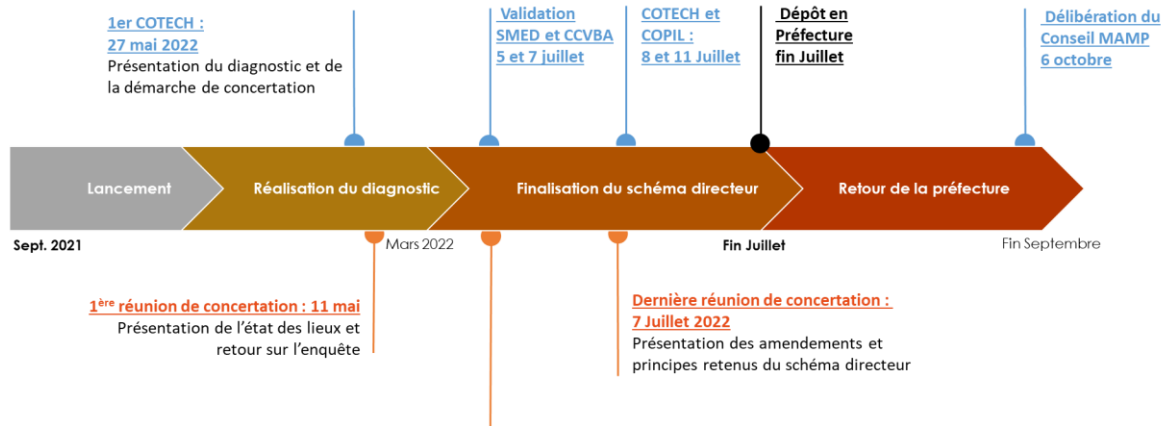 1er COTECH :
27 mai 2022
Présentation du diagnostic et de
la démarche de concertation
Validation
SMED et CCVBA
5 et 7 juillet
COTECH et
COPIL :
8 et 11 Juillet
Dépôt en
Préfecture
fin Juillet
Délibération du
Conseil MAMP
6 octobre
Lancement
Réalisation du diagnostic
Finalisation du schéma directeur
Retour de la préfecture
Sept. 2021
Mars 2022
Fin Juillet
Fin Septembre
1ère réunion de concertation : 11 mai
Présentation de l’état des lieux et
retour sur l’enquête
Dernière réunion de concertation :
7 Juillet 2022
Présentation des amendements et
principes retenus du schéma directeur